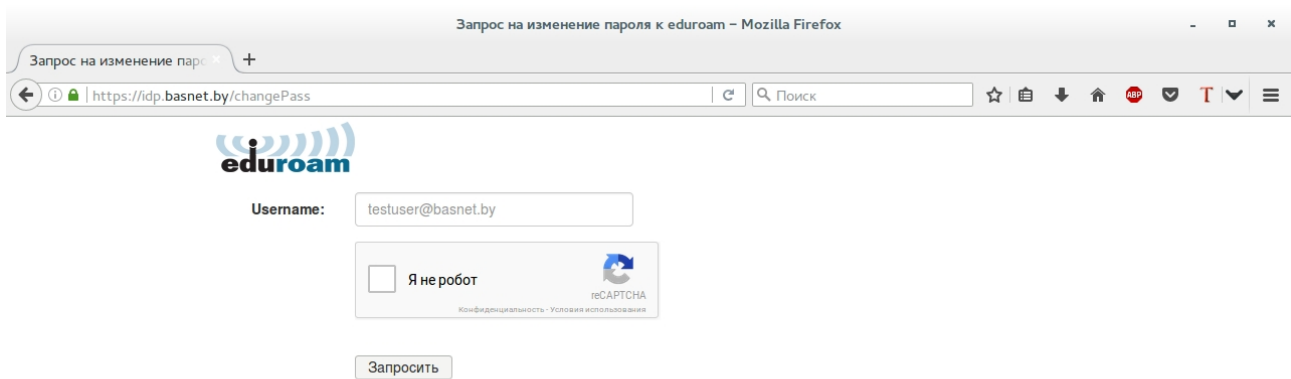 Запрос на изменение пароля к eduroam – Mozilla Firefox
Запрос на изменение паро
https://idp.basnet.by/changePass
Поиск
ABP
T
eduroam
Username:
testuser@basnet.by
Я не робот
reCAPTCHA
Конфиденциальность - Условия использования
Запросить